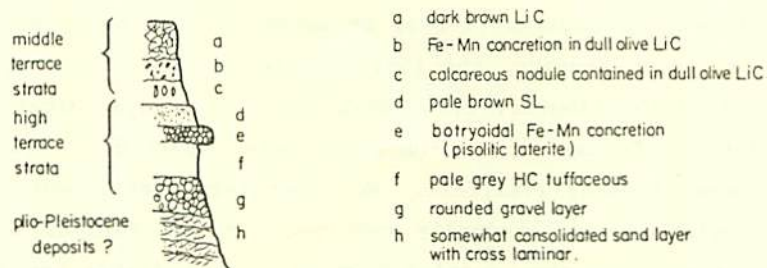 middle
terrace
strata
high
terrace
strata
plio-Pleistocene
deposits ?
a
b
c
d
e
f
g
h
a dark brown LiC
b Fe-Mn concretion in dull olive LiC
c calcareous nodule contained in dull olive LiC
d pale brown SL
e botryoidal Fe-Mn concretion
(pisolitic laterite)
f pale grey HC tuffaceous
g rounded gravel layer
h somewhat consolidated sand layer
with cross laminar.